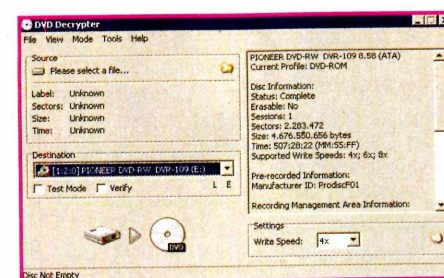 DVD Decrypter
File View Mode Tools Help
Source
Please select a file...
Label: Unknown
Sectors: Unknown
Size: Unknown
Time: Unknown
Destination
[1:2:0] PIONEER DVD-RW DVR-109 (E:)
Test Mode Verify L E
DVD
PIONEER DVD-RW DVR-109 8.58 (ATA)
Current Profile: DVD-ROM
Disc Information:
Status: Complete
Erasable: No
Sessions: 1
Sectors: 2.283.472
Size: 4.676.550.656 bytes
Time: 507:28:22 (MM:SS:FF)
Supported Write Speeds: 4x; 6x; 8x
Pre-recorded Information:
Manufacturer ID: ProdiscF01
Recording Management Area Information:
Settings
Write Speed: 4x
Disc Not Empty